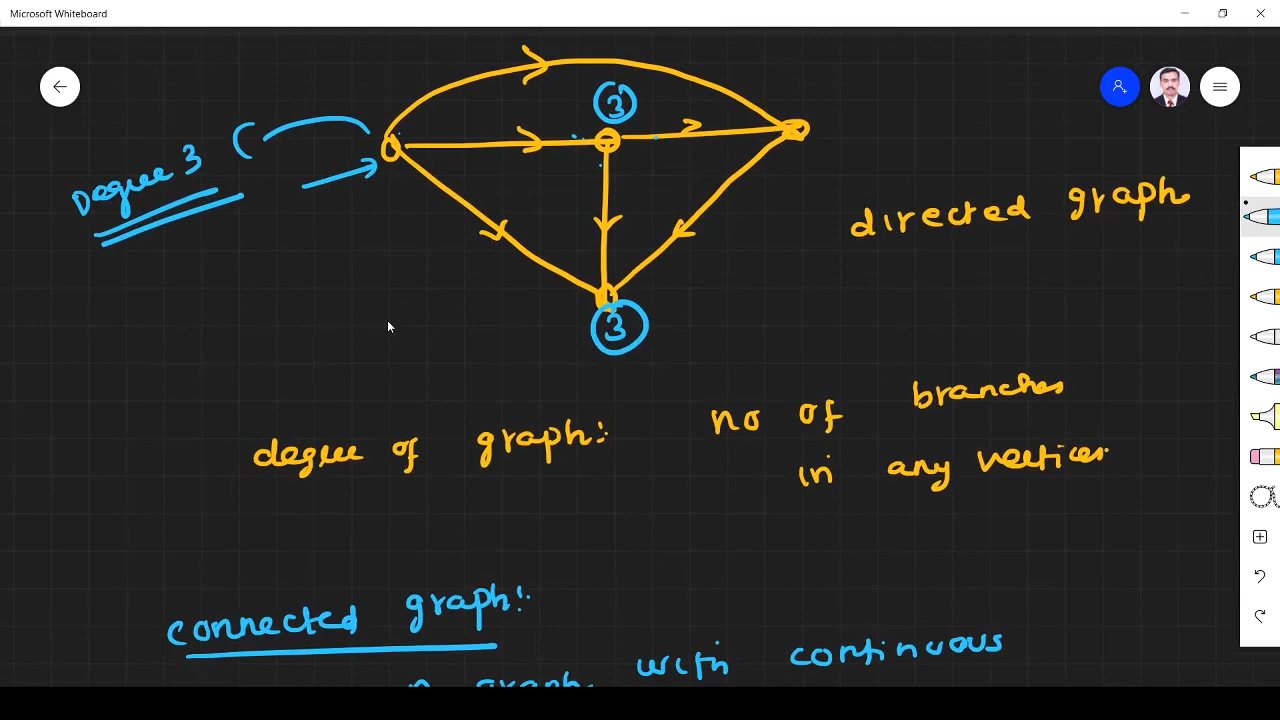 Microsoft Whiteboard
3
Degree 3
directed graph
3
degree of graph: no of branches
in any vertices
connected graph:
graph with continuous